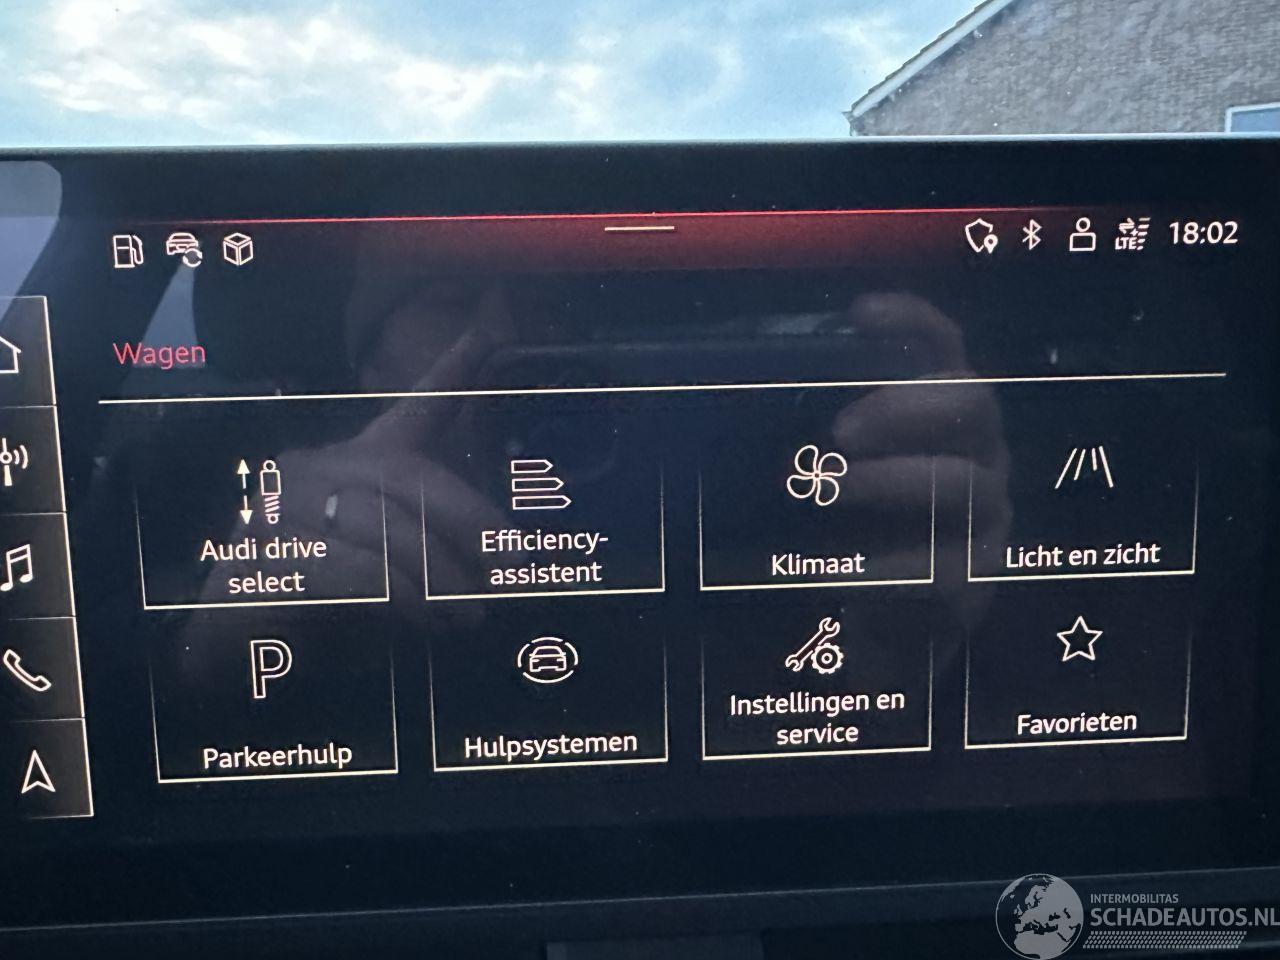 LTE
18:02
Wagen
Audi drive
select
Efficiency-
assistent
Klimaat
Licht en zicht
P
Parkeerhulp
Hulpsystemen
Instellingen en
service
Favorieten
INTERMOBILITAS
SCHADEAUTOS.NL